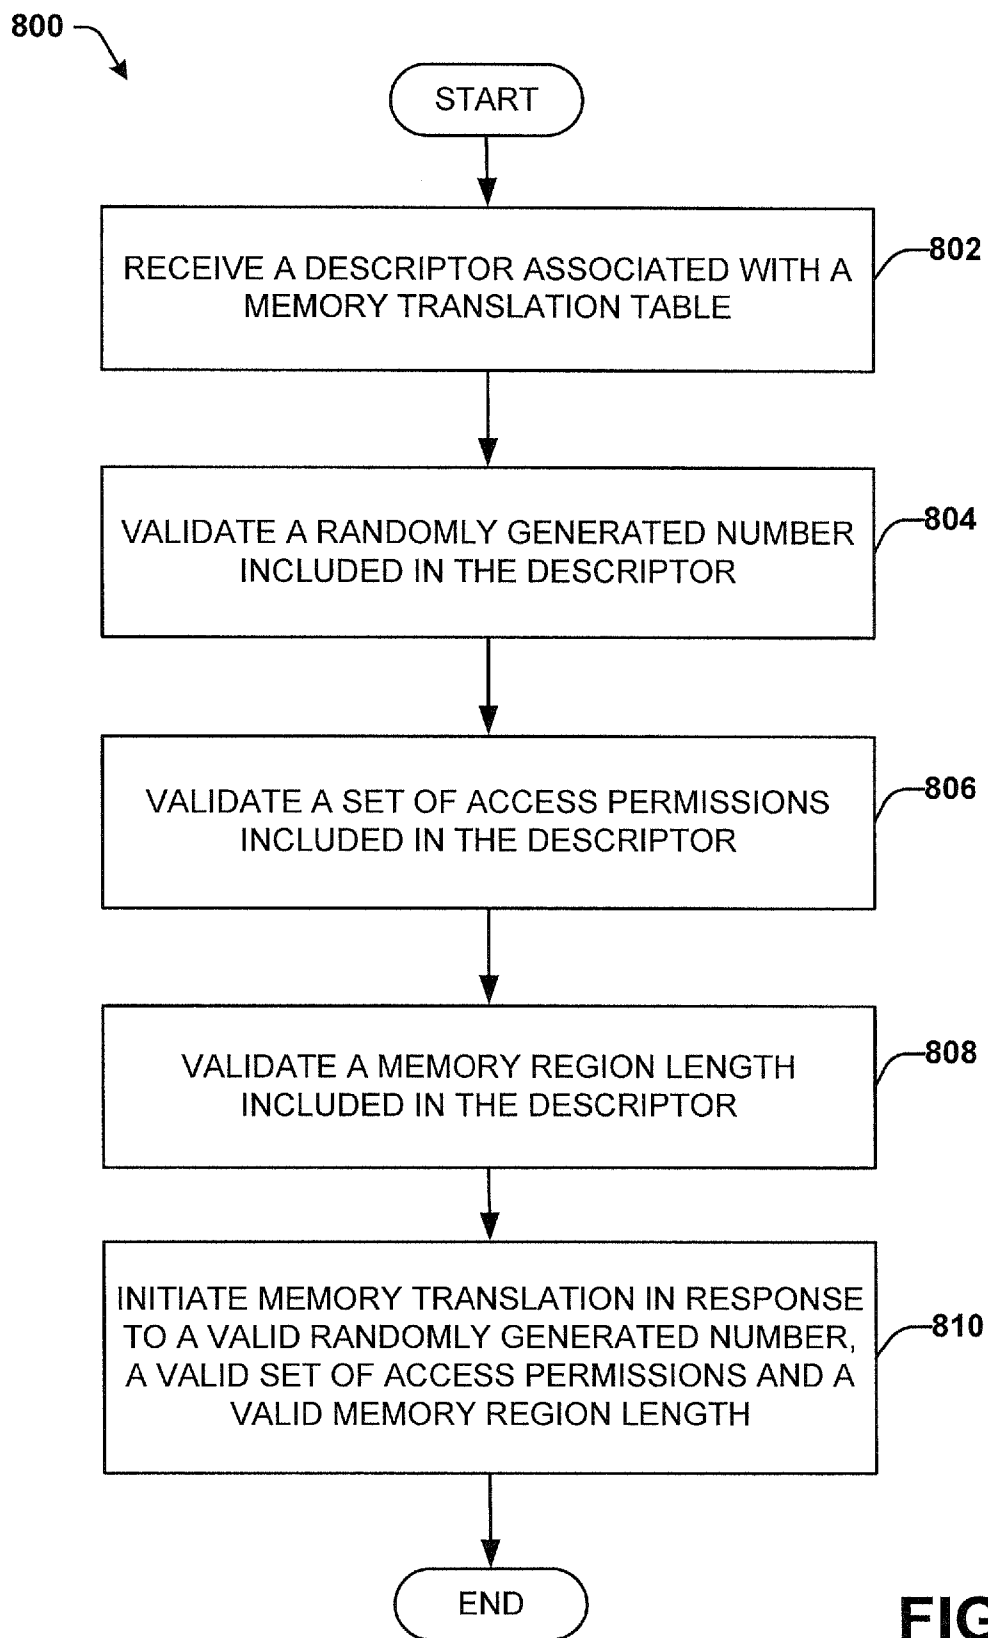 800
START
RECEIVE A DESCRIPTOR ASSOCIATED WITH A
MEMORY TRANSLATION TABLE
802
VALIDATE A RANDOMLY GENERATED NUMBER
INCLUDED IN THE DESCRIPTOR
804
VALIDATE A SET OF ACCESS PERMISSIONS
INCLUDED IN THE DESCRIPTOR
806
VALIDATE A MEMORY REGION LENGTH
INCLUDED IN THE DESCRIPTOR
808
INITIATE MEMORY TRANSLATION IN RESPONSE
TO A VALID RANDOMLY GENERATED NUMBER,
A VALID SET OF ACCESS PERMISSIONS AND A
VALID MEMORY REGION LENGTH
810
END
FIG